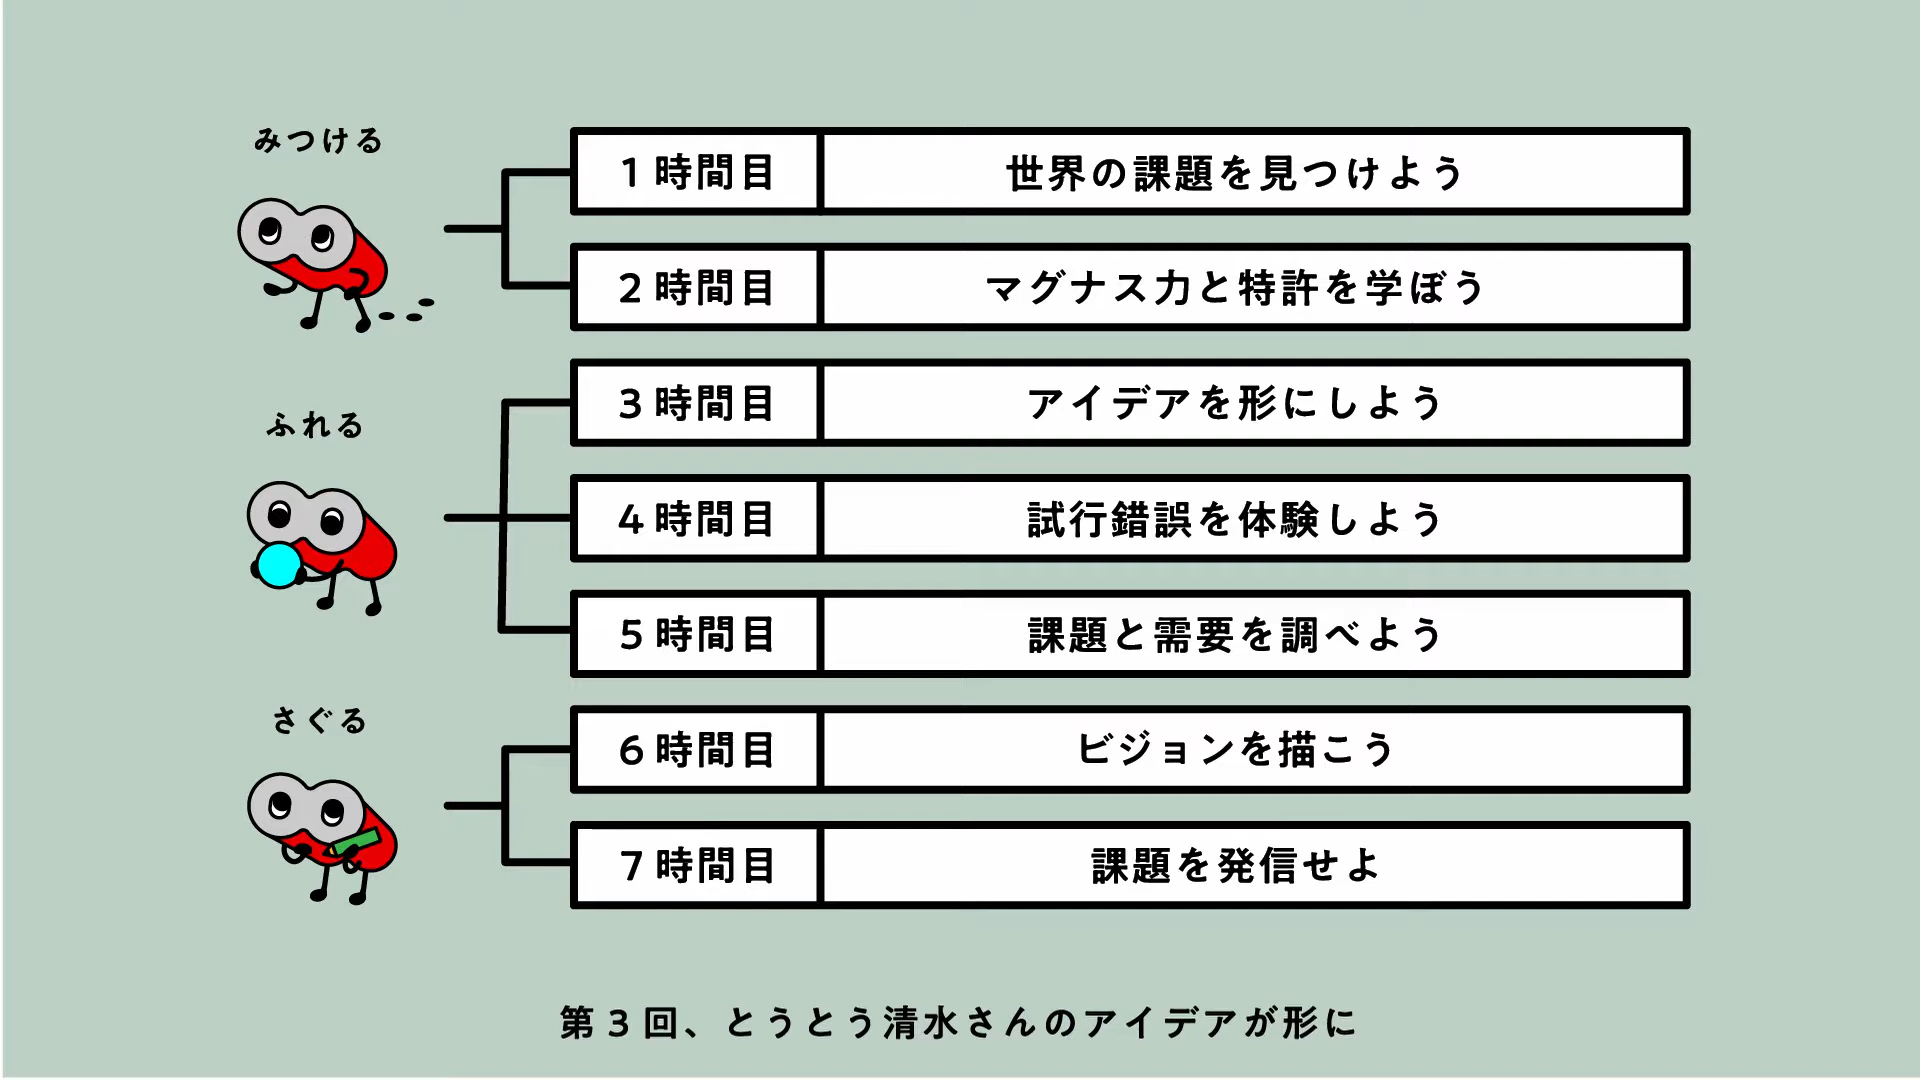 みつける
1時間目 世界の課題を見つけよう
2時間目 マグナス力と特許を学ぼう
ふれる
3時間目 アイデアを形にしよう
4時間目 試行錯誤を体験しよう
5時間目 課題と需要を調べよう
さぐる
6時間目 ビジョンを描こう
7時間目 課題を発信せよ
第3回、とうとう清水さんのアイデアが形に